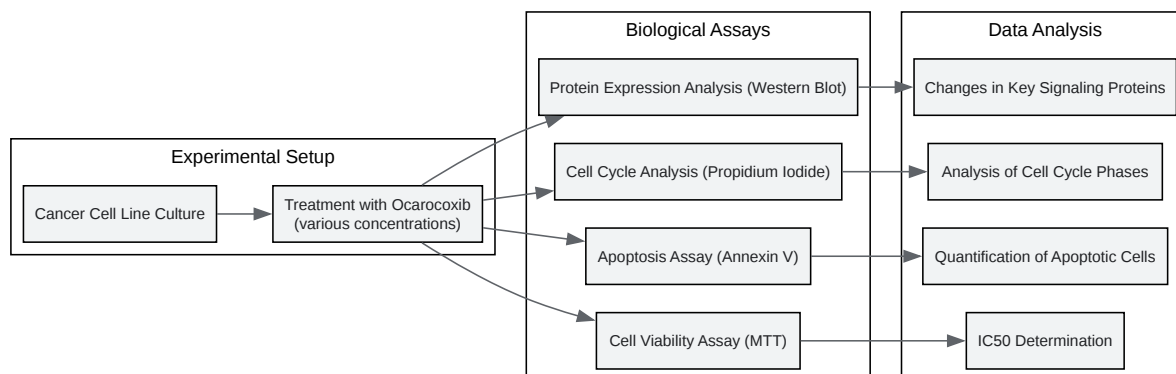 Experimental Setup
Cancer Cell Line Culture
Treatment with Ocarocoxib
(various concentrations)
Biological Assays
Protein Expression Analysis (Western Blot)
Cell Cycle Analysis (Propidium Iodide)
Apoptosis Assay (Annexin V)
Cell Viability Assay (MTT)
Data Analysis
Changes in Key Signaling Proteins
Analysis of Cell Cycle Phases
Quantification of Apoptotic Cells
IC50 Determination